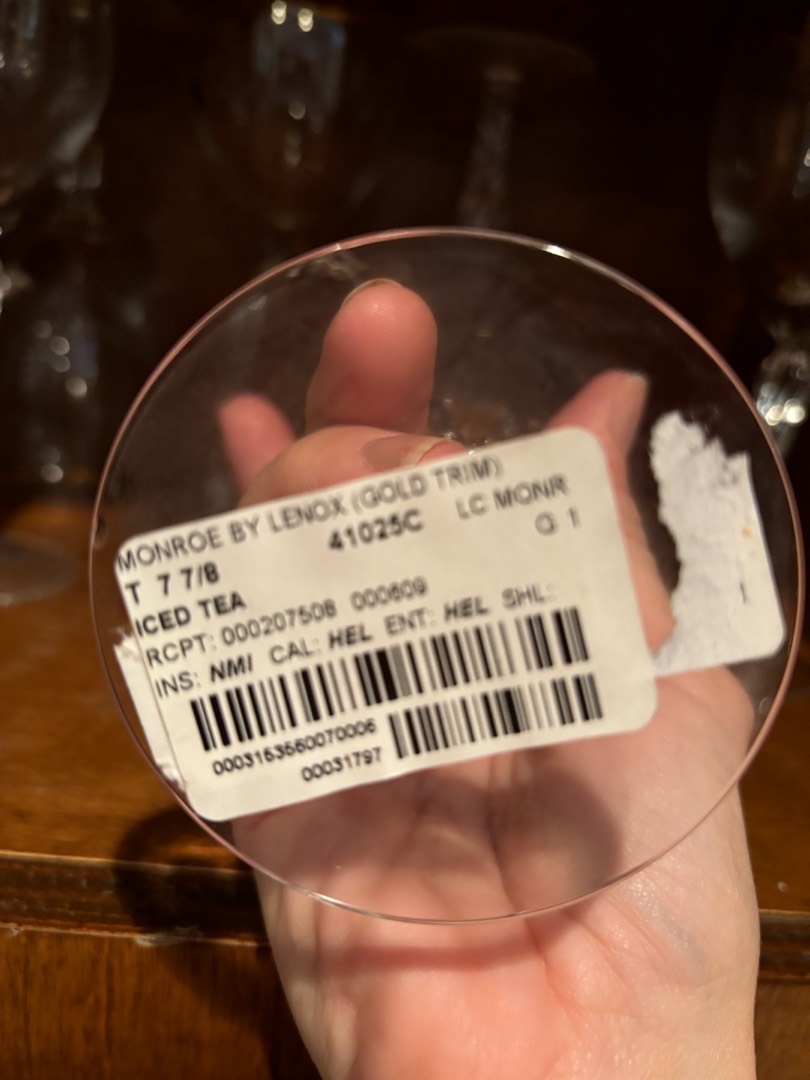 MONROE BY LENOX (GOLD TRIM)
41025C LC MONR
T 7 7/8 G 1
ICED TEA
RCPT: 000207508 000609
INS: NMI CAL: HEL ENT: HEL SHL:
0003163560070006
00031797